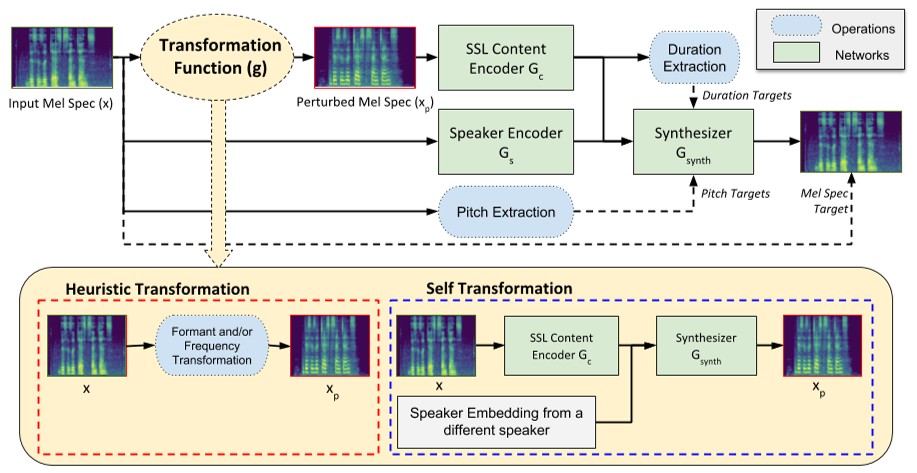 Transformation
Function (g)
SSL Content
Encoder Gc
Duration
Extraction
Operations
Networks
Input Mel Spec (x)
Perturbed Mel Spec (xp)
Duration Targets
Speaker Encoder
Gs
Synthesizer
Gsynth
Pitch Extraction
Pitch Targets
Mel Spec
Target
Heuristic Transformation
Self Transformation
Formant and/or
Frequency
Transformation
x
xp
SSL Content
Encoder Gc
Synthesizer
Gsynth
x
xp
Speaker Embedding from a
different speaker